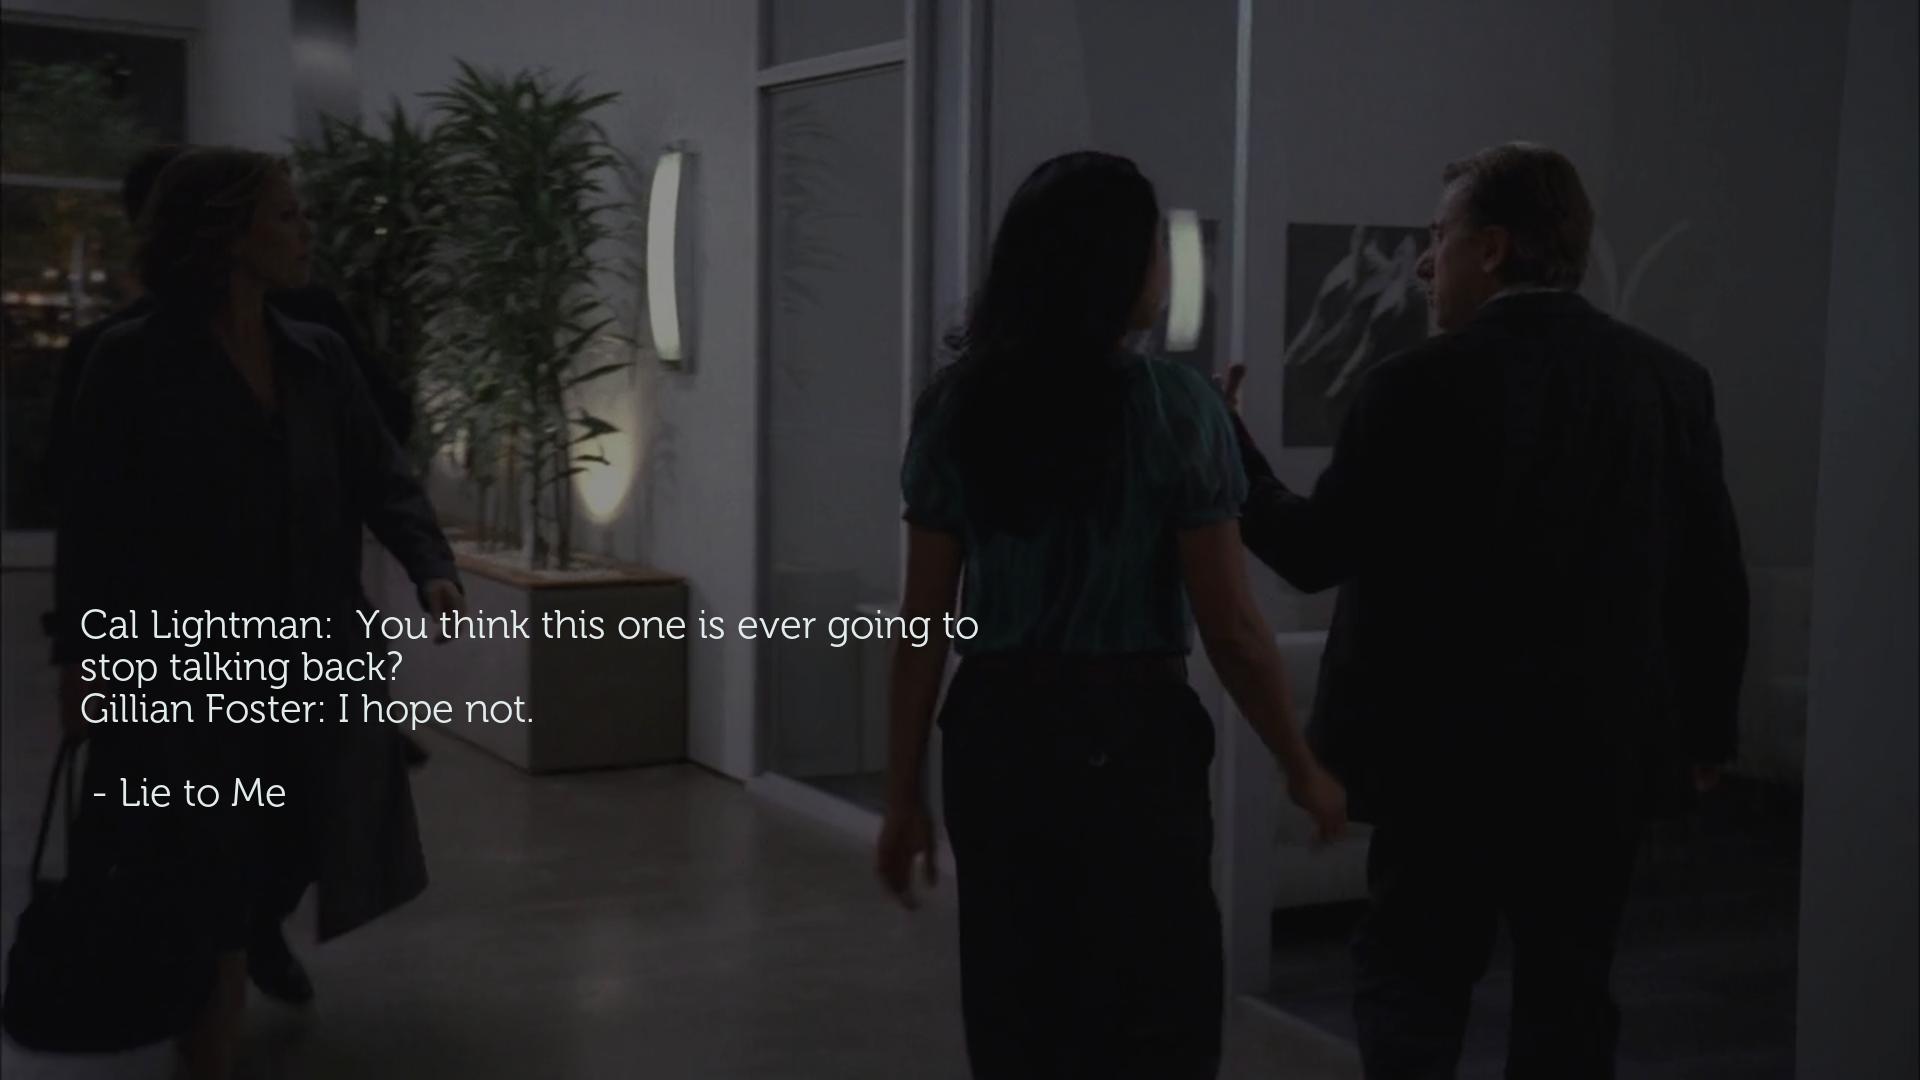 Cal Lightman:  You think this one is ever going to
stop talking back?
Gillian Foster: I hope not.
- Lie to Me